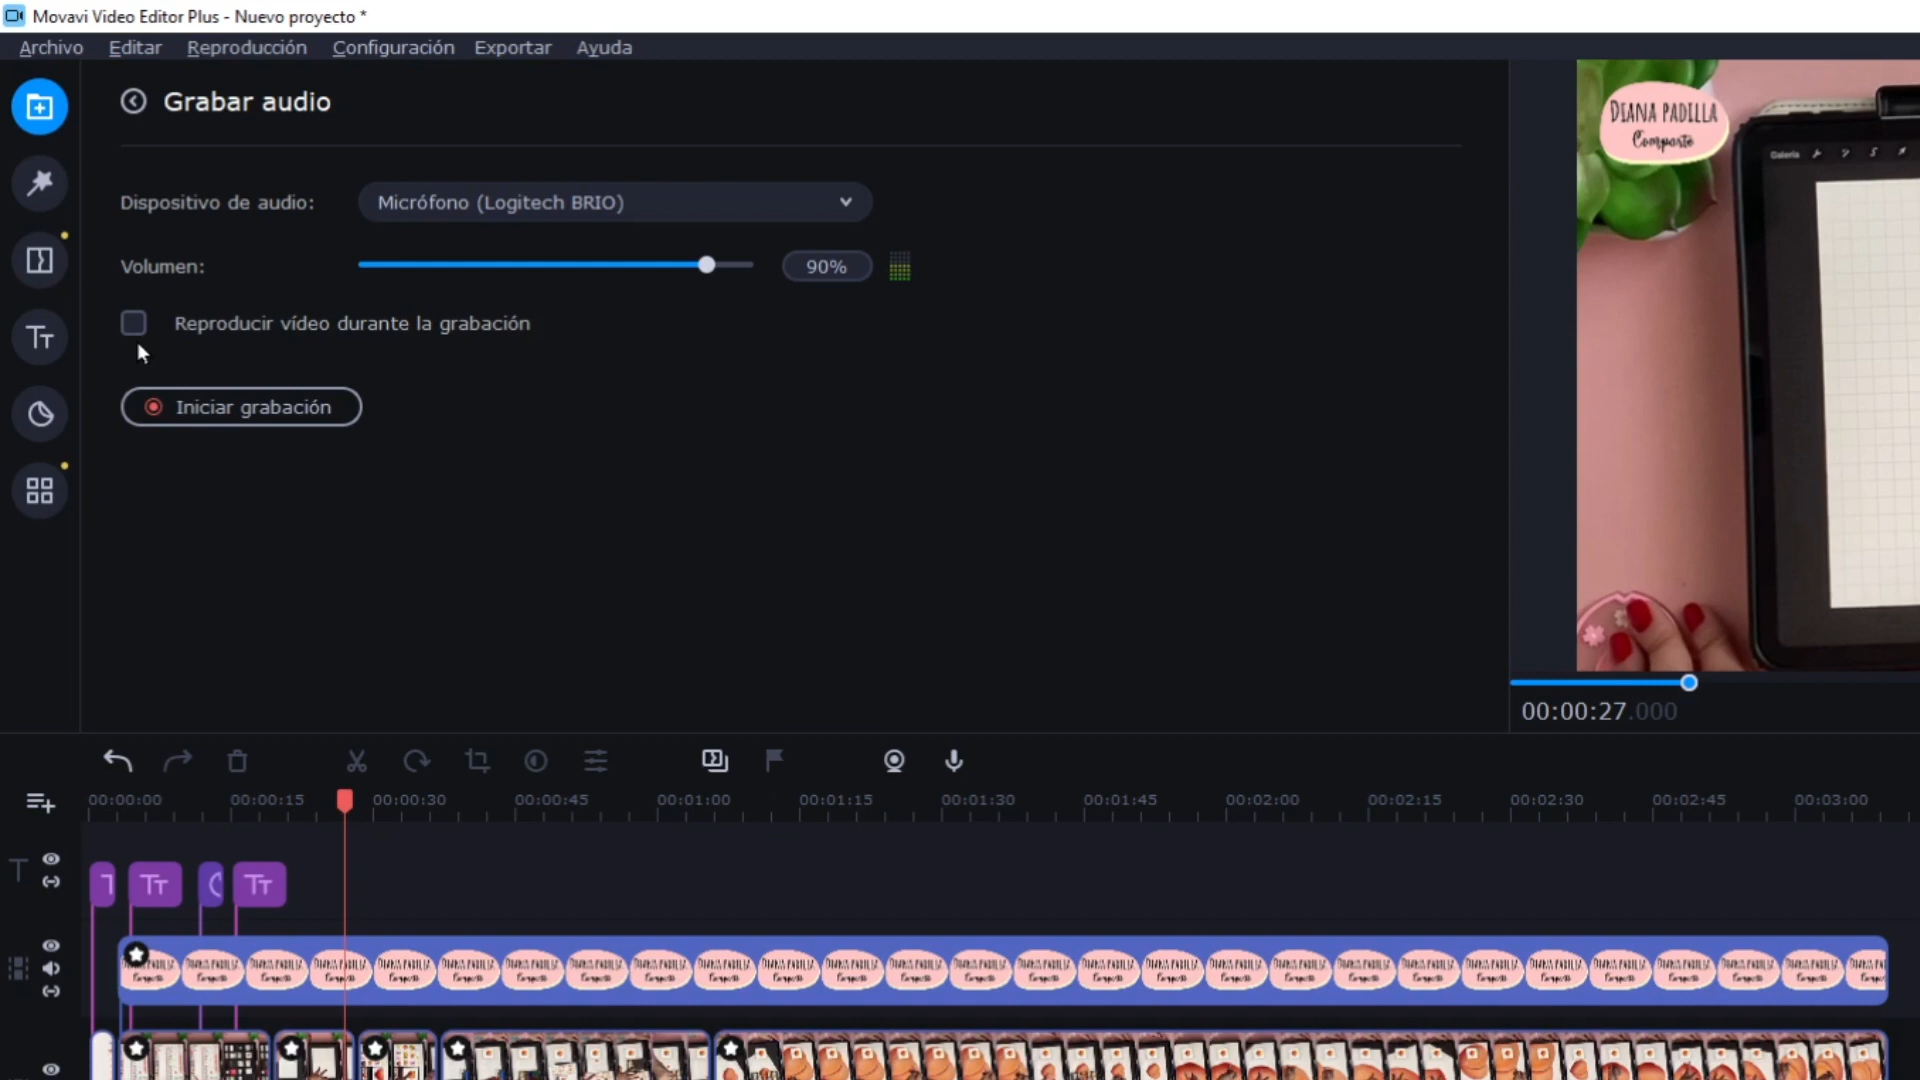 Movavi Video Editor Plus - Nuevo proyecto *
Archivo Editar Reproducción Configuración Exportar Ayuda
Grabar audio
DIANA PADILLA
Comparte
Galería
Dispositivo de audio: Micrófono (Logitech BRIO)
Volumen: 90%
Reproducir vídeo durante la grabación
Iniciar grabación
00:00:27.000
00:00:00 00:00:15 00:00:30 00:00:45 00:01:00 00:01:15 00:01:30 00:01:45 00:02:00 00:02:15 00:02:30 00:02:45 00:03:00